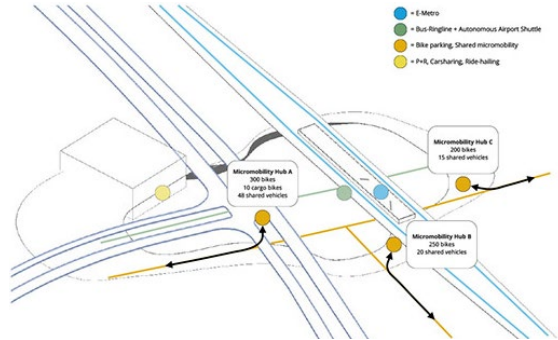 = E-Metro
= Bus-Ringline + Autonomous Airport Shuttle
= Bike parking, Shared micromobility
= P+R, Carsharing, Ride-hailing
Micromobility Hub C
200 bikes
15 shared vehicles
Micromobility Hub A
300 bikes
10 cargo bikes
48 shared vehicles
Micromobility Hub B
250 bikes
20 shared vehicles